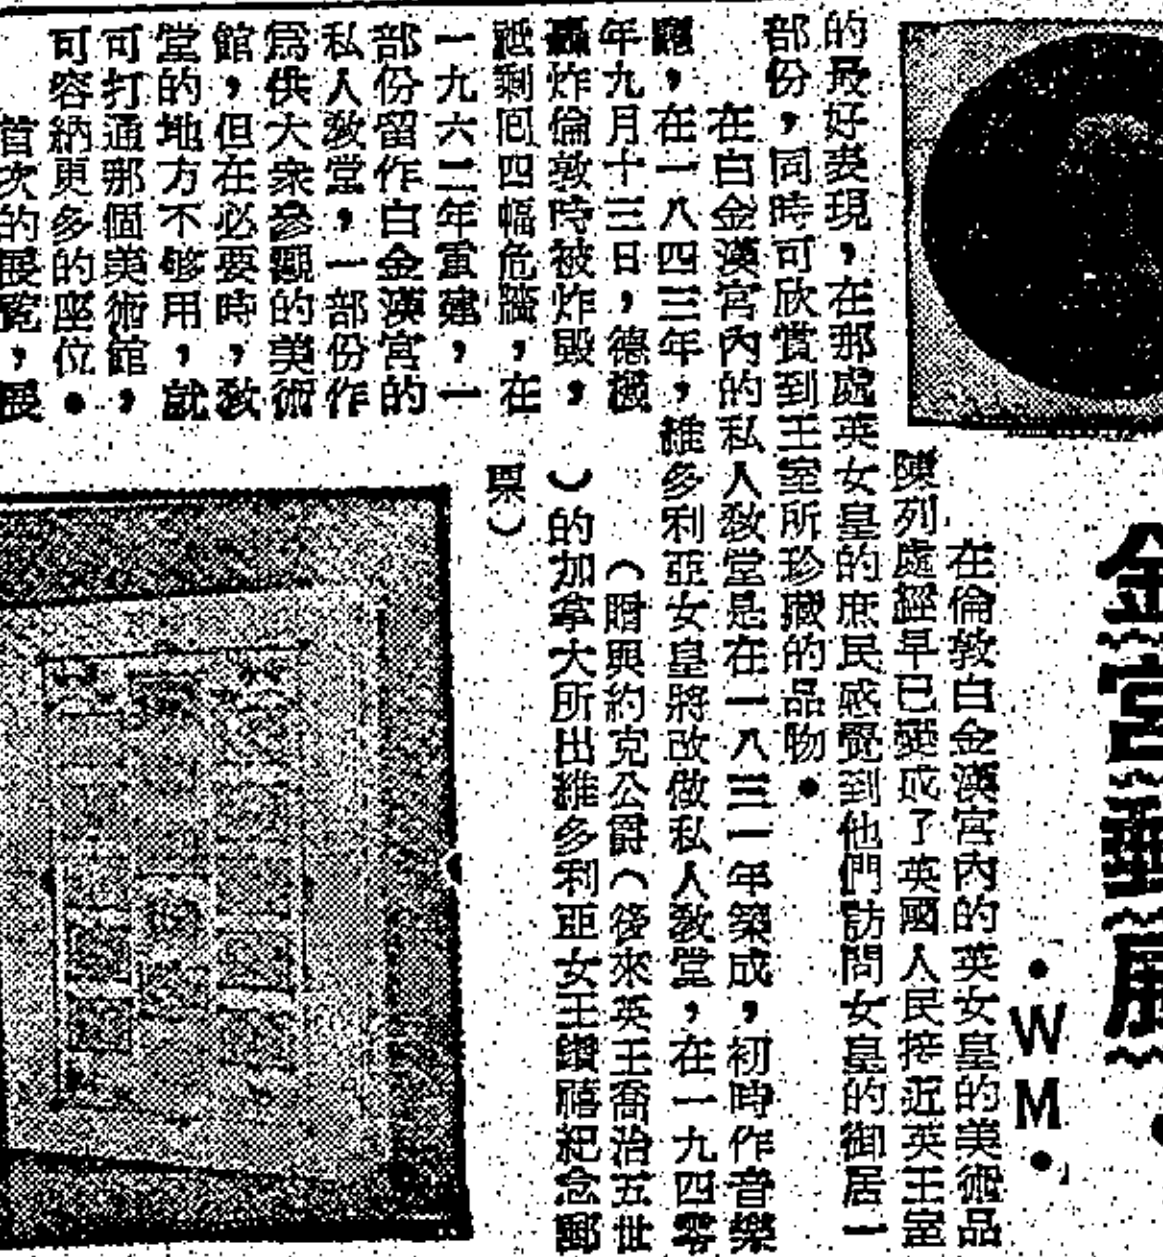 金宮郵展
•WM•
在倫敦白金漢宮內的英女皇的美術品
陳列處經早已變成了英國人民接近英王室
的最好表現，在那處英女皇的庶民感覺到他們訪問女皇的御居一
部份，同時可欣賞到王室所珍藏的品物•
在白金漢宮內的私人教堂是在一八三一年築成，初時作音樂
廳，在一八四三年，維多利亞女皇將改做私人教堂，在一九四零
年九月十三日，德機
轟炸倫敦時被炸毀，
祗剩囘四幅危牆，在
一九六二年重建，一
部份留作白金漢宮的
私人教堂，一部份作
爲供大衆參觀的美術
館，但在必要時，教
堂的地方不够用，就
可打通那個美術館，
可容納更多的座位•
首次的展覧，展
（贈與約克公爵（後來英王喬治五世
）的加拿大所出維多利亞女王鑽禧紀念郵
票）